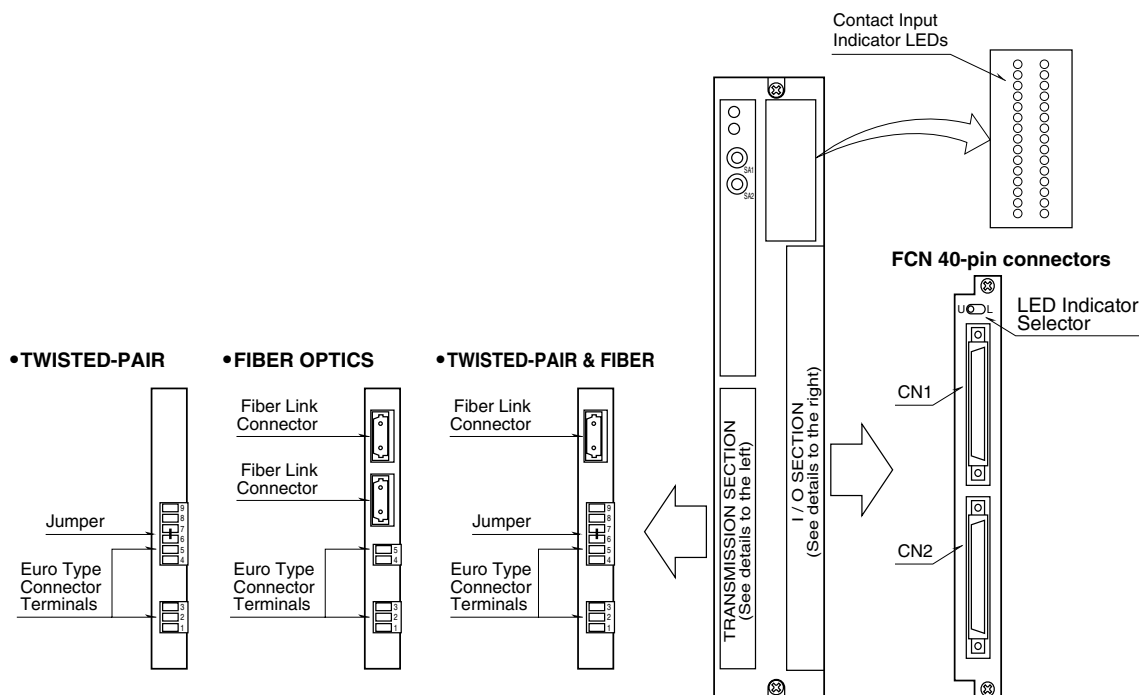 Contact Input
Indicator LEDs
SA1
SA2
FCN 40-pin connectors
U L
LED Indicator
Selector
CN1
CN2
TRANSMISSION SECTION
(See details to the left)
I / O SECTION
(See details to the right)
•TWISTED-PAIR
Jumper
Euro Type
Connector
Terminals
9
8
7
6
5
4
3
2
1
•FIBER OPTICS
Fiber Link
Connector
Fiber Link
Connector
Euro Type
Connector
Terminals
5
4
3
2
1
•TWISTED-PAIR & FIBER
Fiber Link
Connector
Jumper
Euro Type
Connector
Terminals
9
8
7
6
5
4
3
2
1